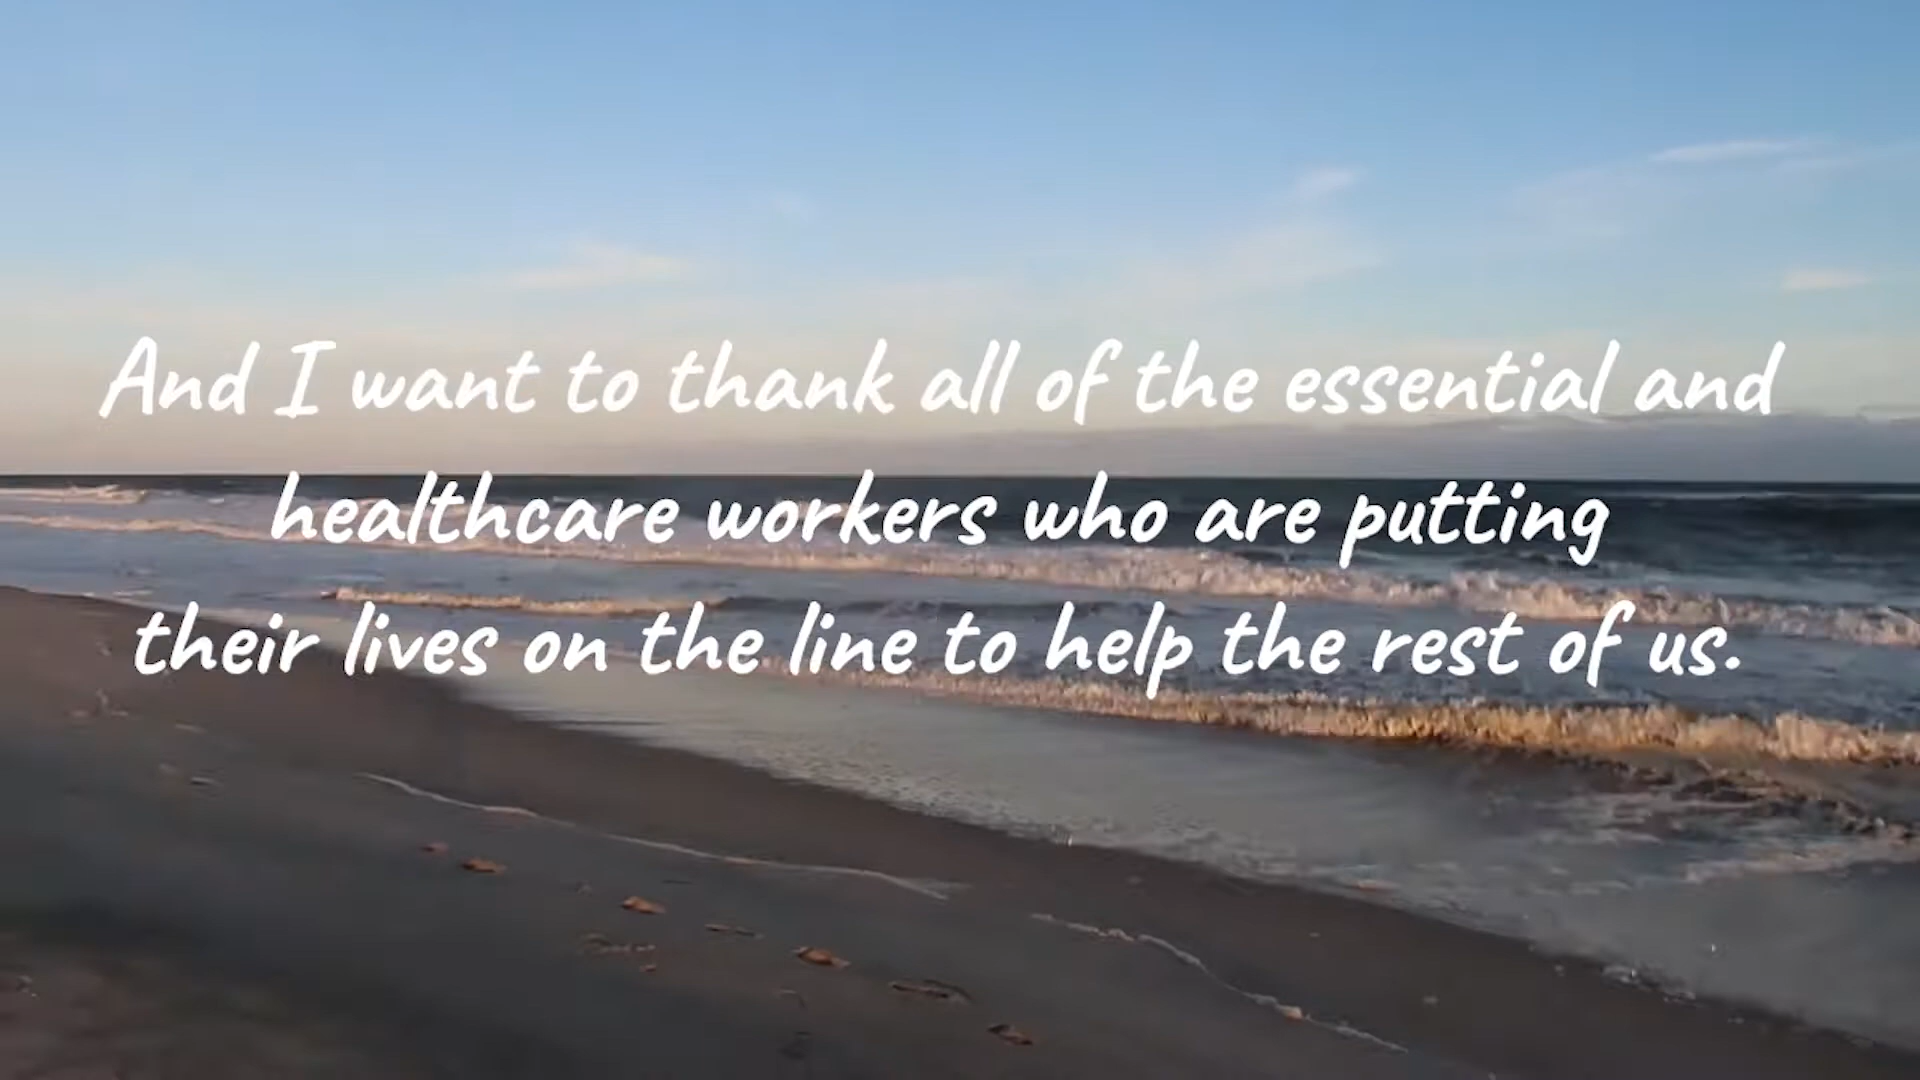 And I want to thank all of the essential and
healthcare workers who are putting
their lives on the line to help the rest of us.